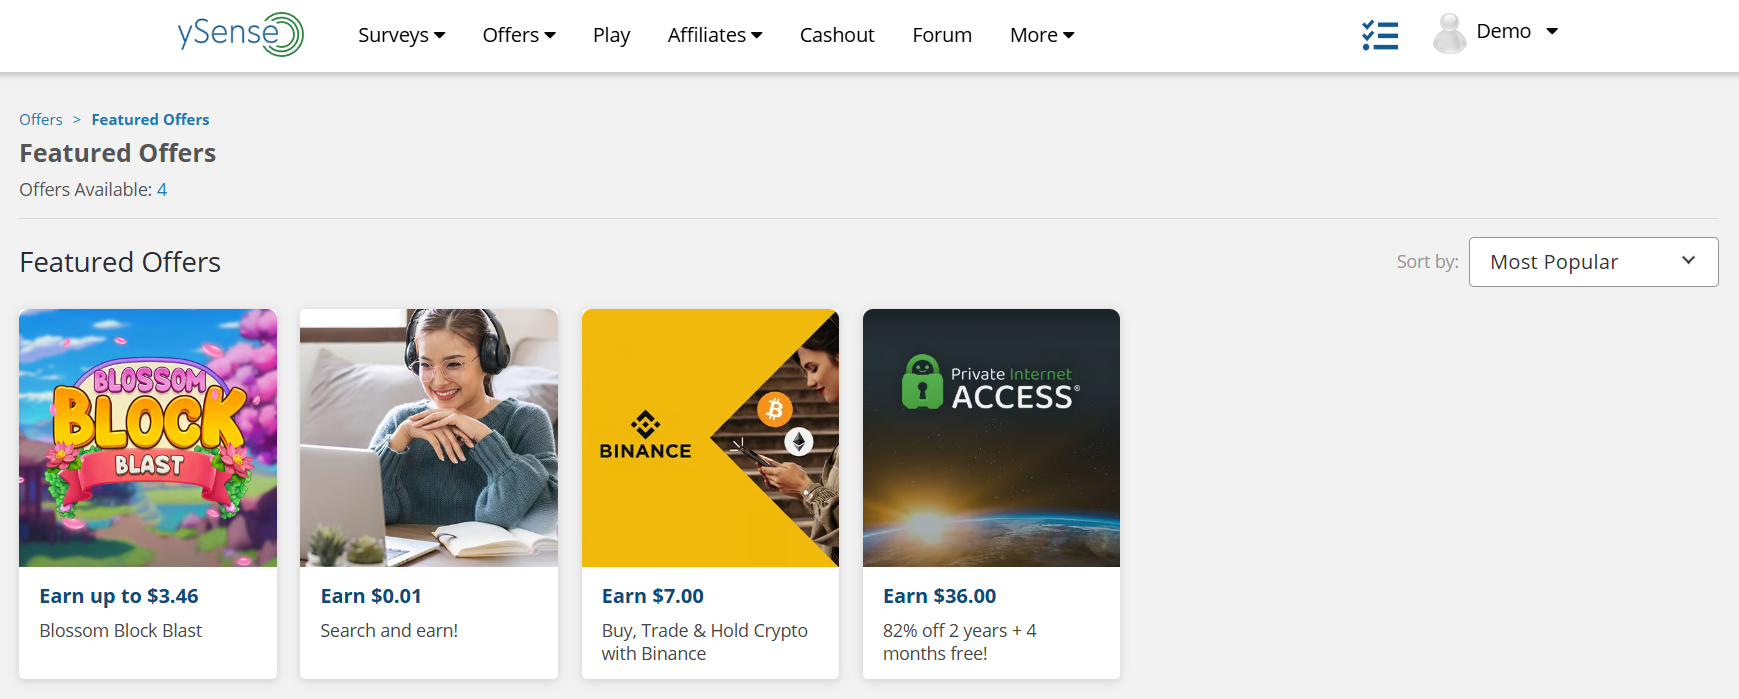 ySense
Surveys
Offers
Play
Affiliates
Cashout
Forum
More
Demo
Offers > Featured Offers
Featured Offers
Offers Available: 4
Featured Offers
Sort by:
Most Popular
BLOSSOM
BLOCK
BLAST
BINANCE
Private Internet
ACCESS®
Earn up to $3.46
Blossom Block Blast
Earn $0.01
Search and earn!
Earn $7.00
Buy, Trade & Hold Crypto
with Binance
Earn $36.00
82% off 2 years + 4
months free!